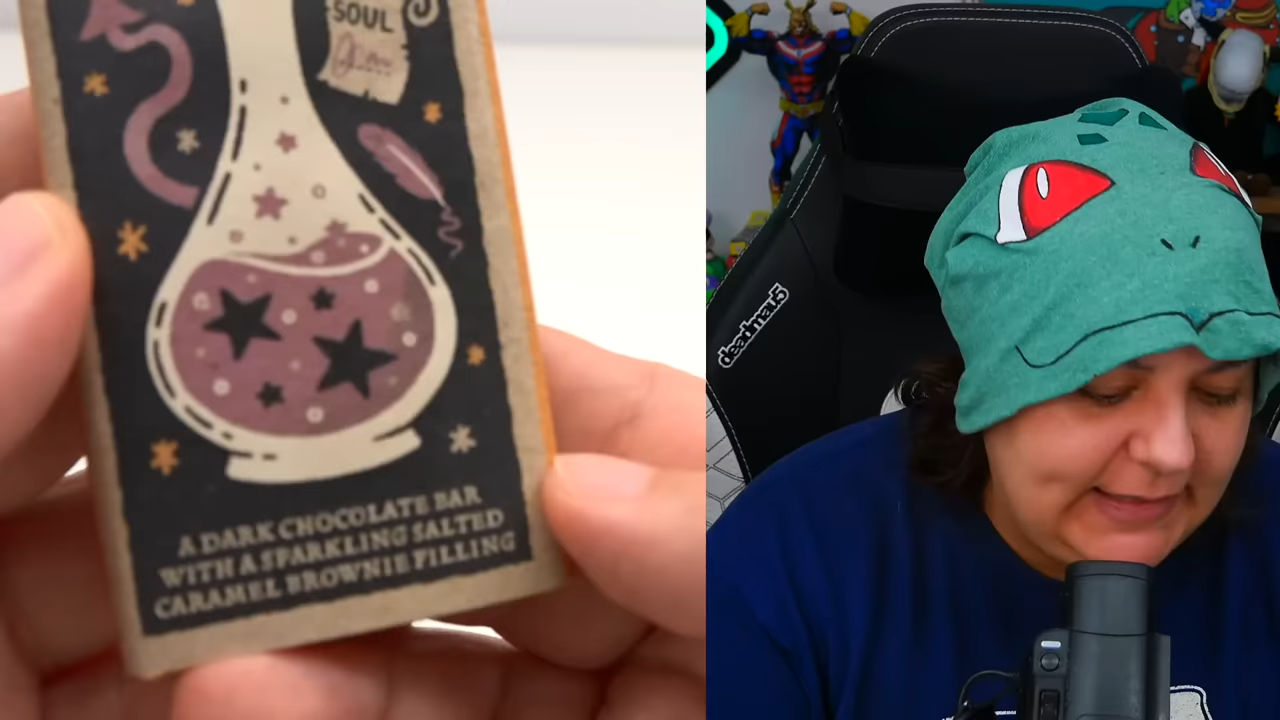 SOUL
A DARK CHOCOLATE BAR
WITH A SPARKLING SALTED
CARAMEL BROWNIE FILLING
deadmau5